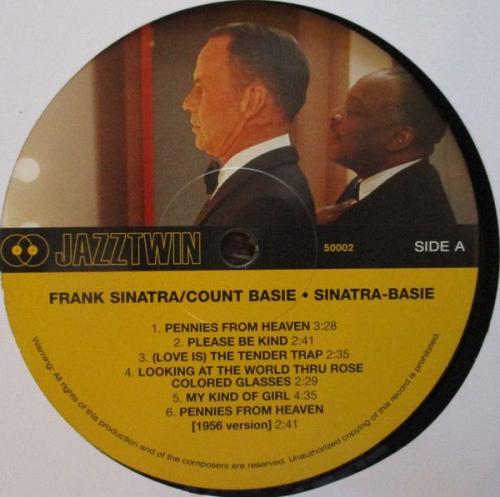 JAZZTWIN
50002
SIDE A
FRANK SINATRA/COUNT BASIE • SINATRA-BASIE
1. PENNIES FROM HEAVEN 3:28
2. PLEASE BE KIND 2:41
3. (LOVE IS) THE TENDER TRAP 2:35
4. LOOKING AT THE WORLD THRU ROSE
COLORED GLASSES 2:29
5. MY KIND OF GIRL 4:35
6. PENNIES FROM HEAVEN
[1956 version] 2:41
Warning: All rights of this production and of the composers are reserved. Unauthorized copying of this record is prohibited.